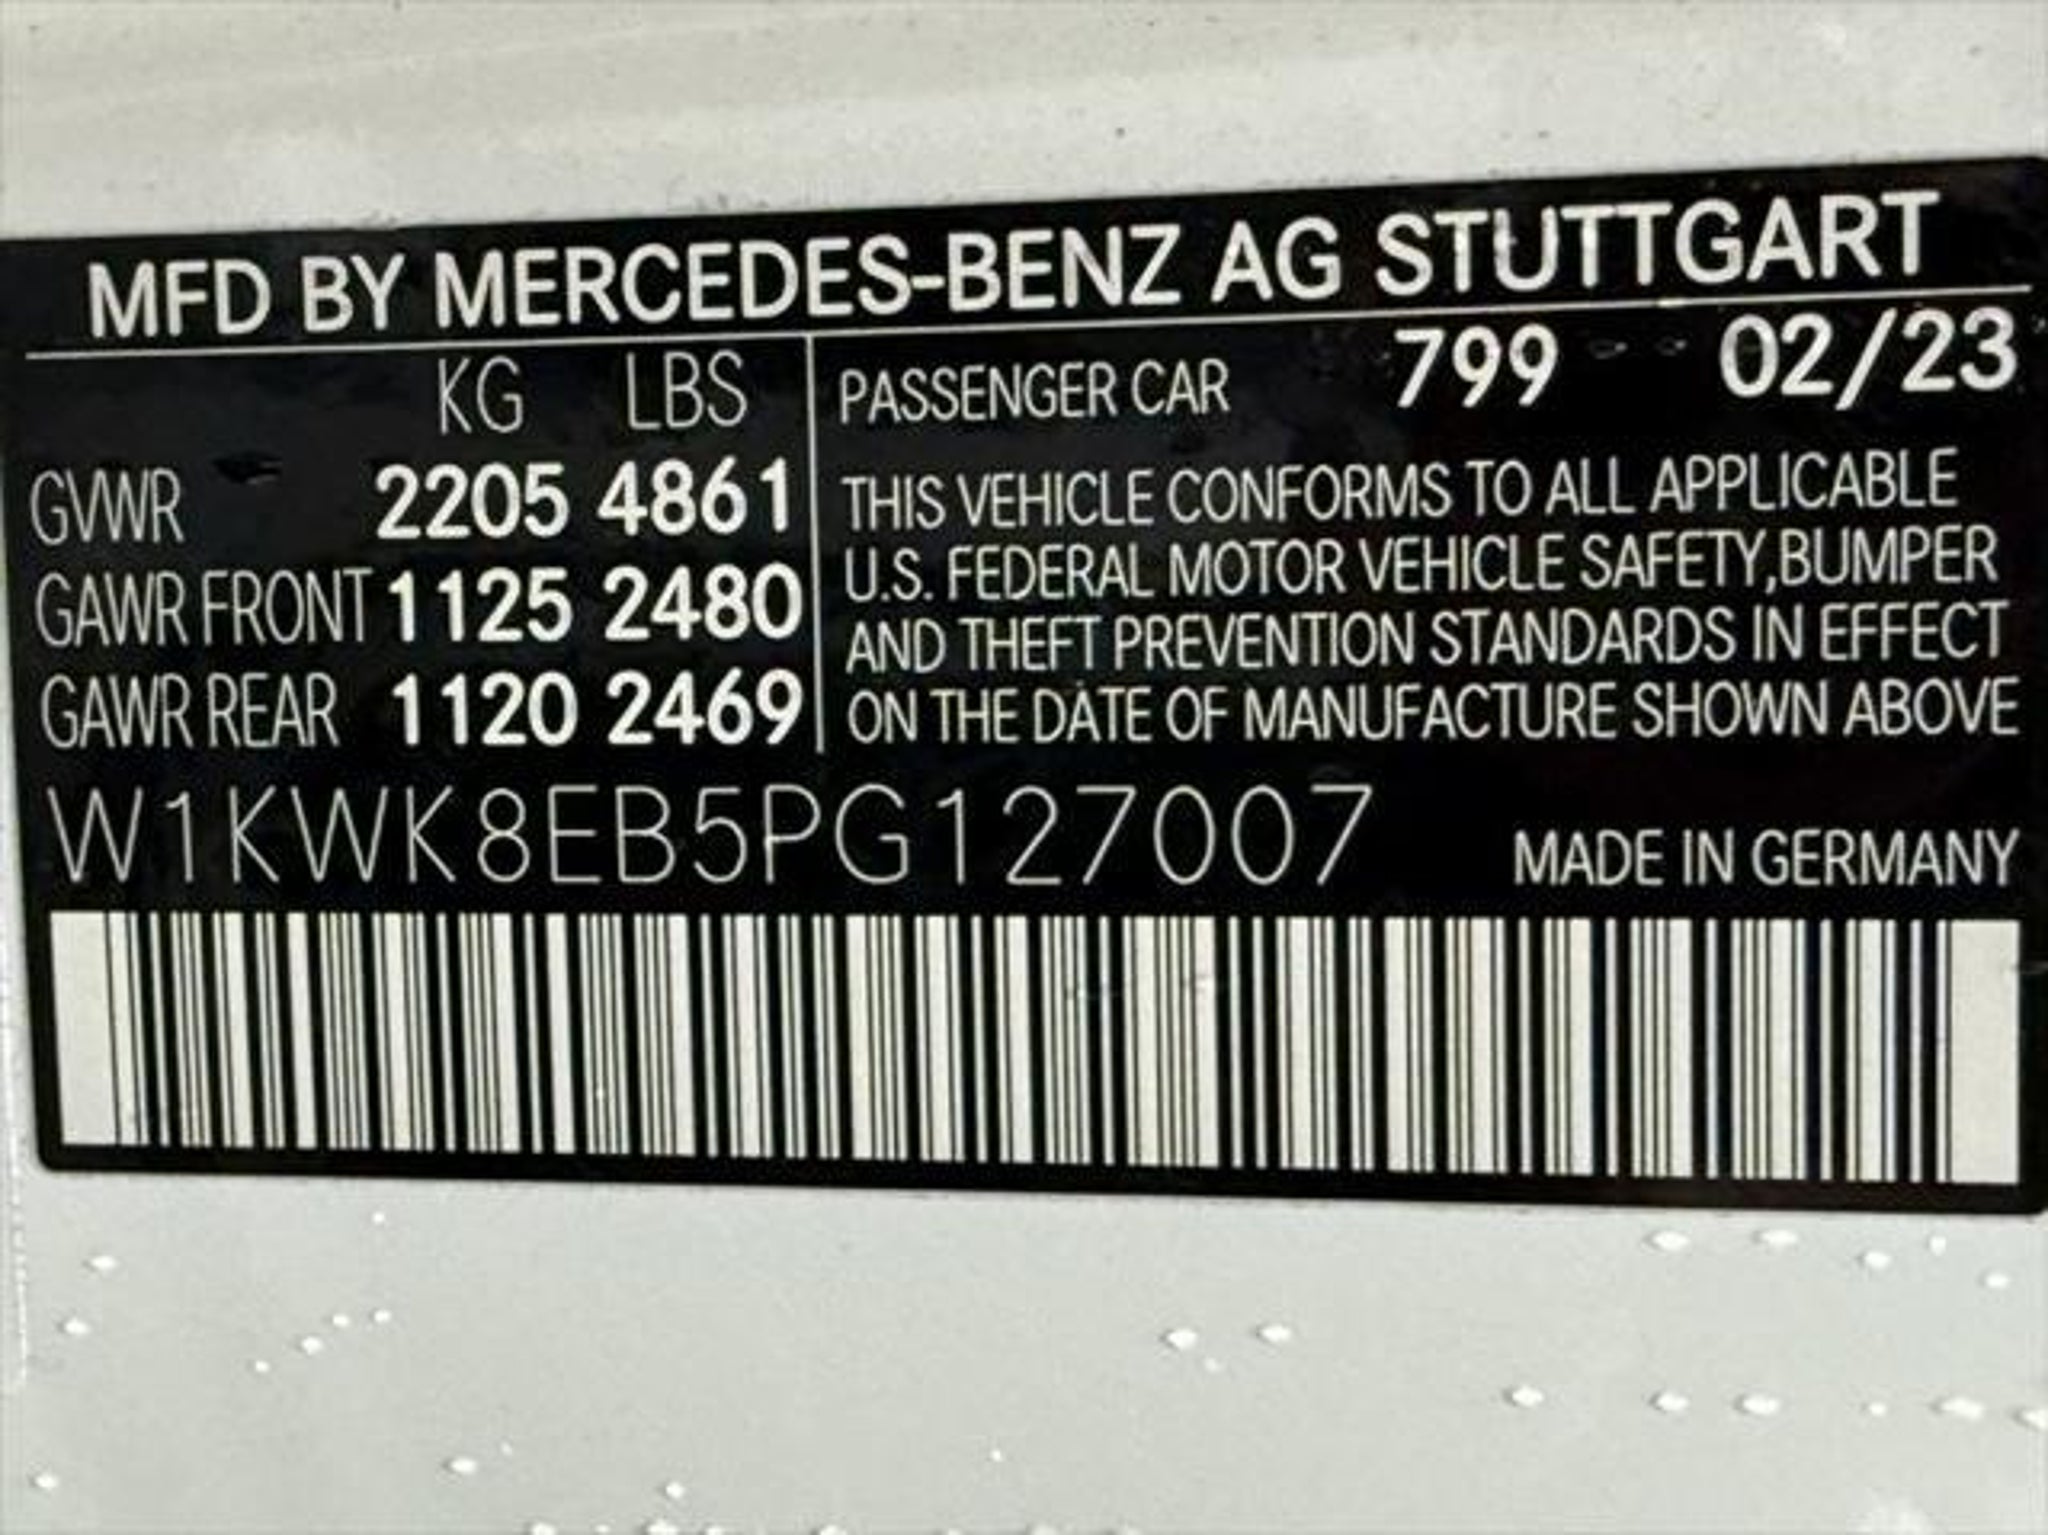 MFD BY MERCEDES-BENZ AG STUTTGART
KG LBS
GVWR 2205 4861
GAWR FRONT 1125 2480
GAWR REAR 1120 2469
PASSENGER CAR 799 02/23
THIS VEHICLE CONFORMS TO ALL APPLICABLE
U.S. FEDERAL MOTOR VEHICLE SAFETY,BUMPER
AND THEFT PREVENTION STANDARDS IN EFFECT
ON THE DATE OF MANUFACTURE SHOWN ABOVE
W1KWK8EB5PG127007
MADE IN GERMANY